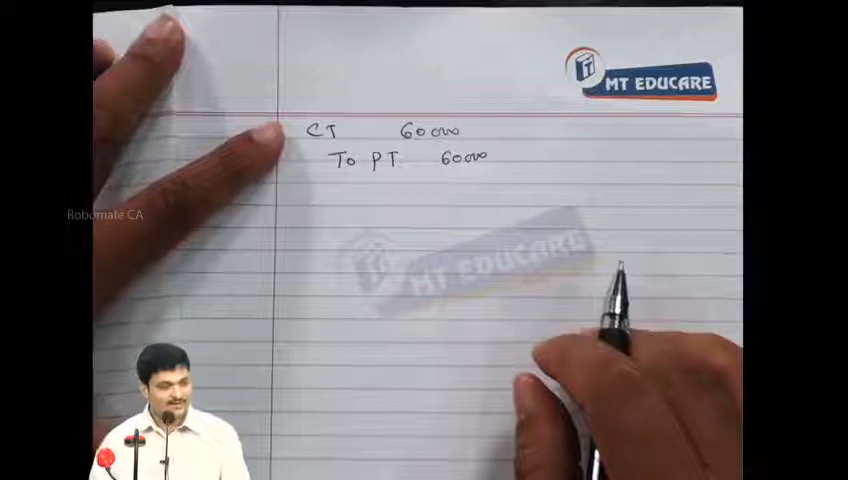 MT EDUCARE
CT 60000
To PT 60000
Robomate CA
MT EDUCARE